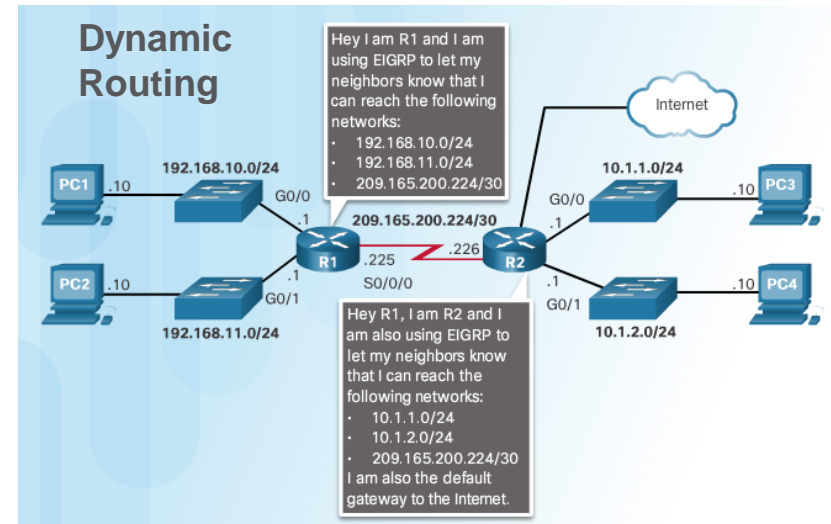 Dynamic
Routing
Hey I am R1 and I am
using EIGRP to let my
neighbors know that I
can reach the following
networks:
· 192.168.10.0/24
· 192.168.11.0/24
· 209.165.200.224/30
Internet
192.168.10.0/24
10.1.1.0/24
PC1
.10
G0/0
.1
209.165.200.224/30
G0/0
.1
.10
PC3
R1
.225
.226
R2
S0/0/0
PC2
.10
.1
G0/1
192.168.11.0/24
.1
G0/1
.10
PC4
10.1.2.0/24
Hey R1, I am R2 and I
am also using EIGRP to
let my neighbors know
that I can reach the
following networks:
· 10.1.1.0/24
· 10.1.2.0/24
· 209.165.200.224/30
I am also the default
gateway to the Internet.